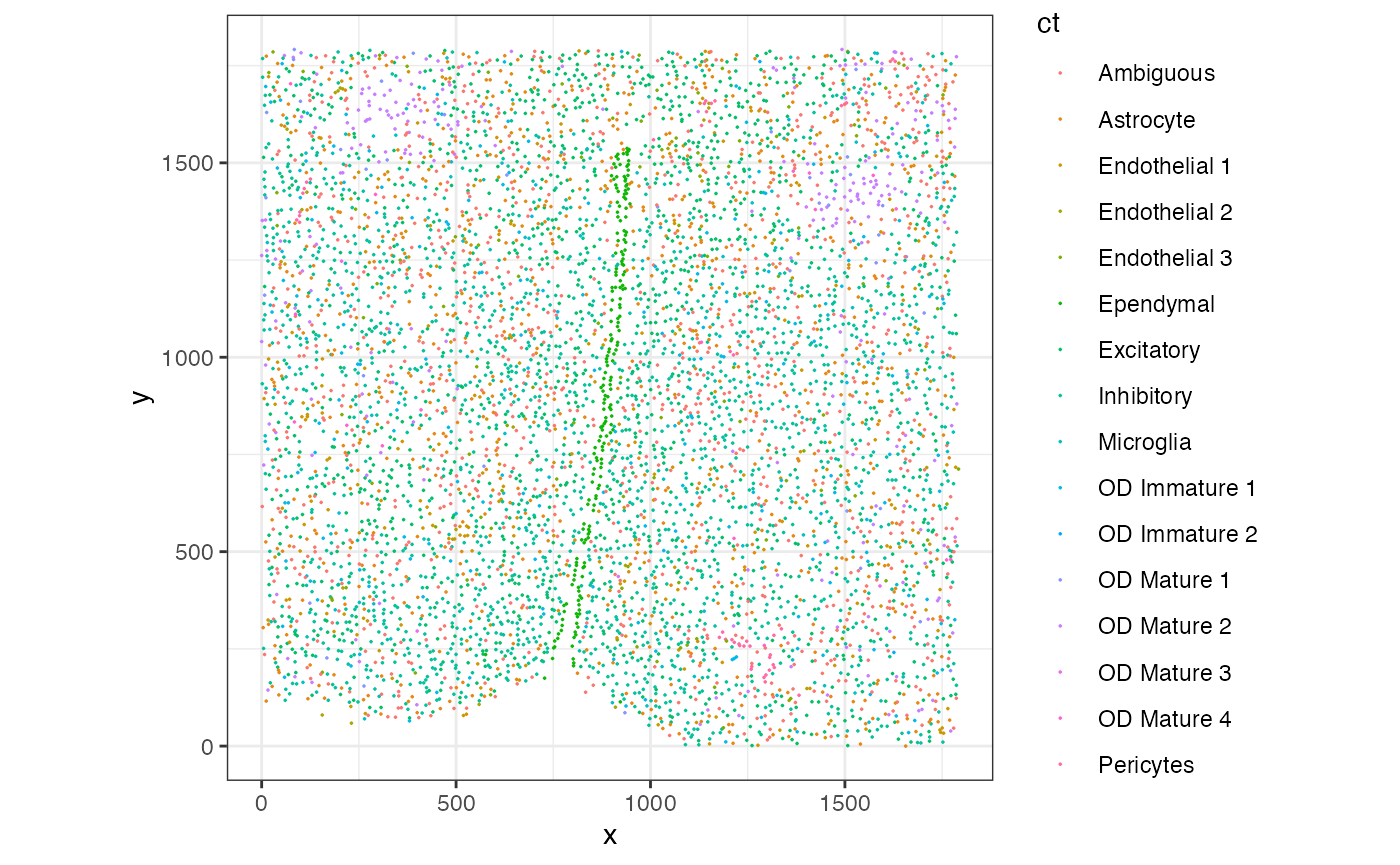 ct
Ambiguous
Astrocyte
Endothelial 1
Endothelial 2
Endothelial 3
Ependymal
Excitatory
Inhibitory
Microglia
OD Immature 1
OD Immature 2
OD Mature 1
OD Mature 2
OD Mature 3
OD Mature 4
Pericytes
y
1500
1000
500
0
0 500 1000 1500
x